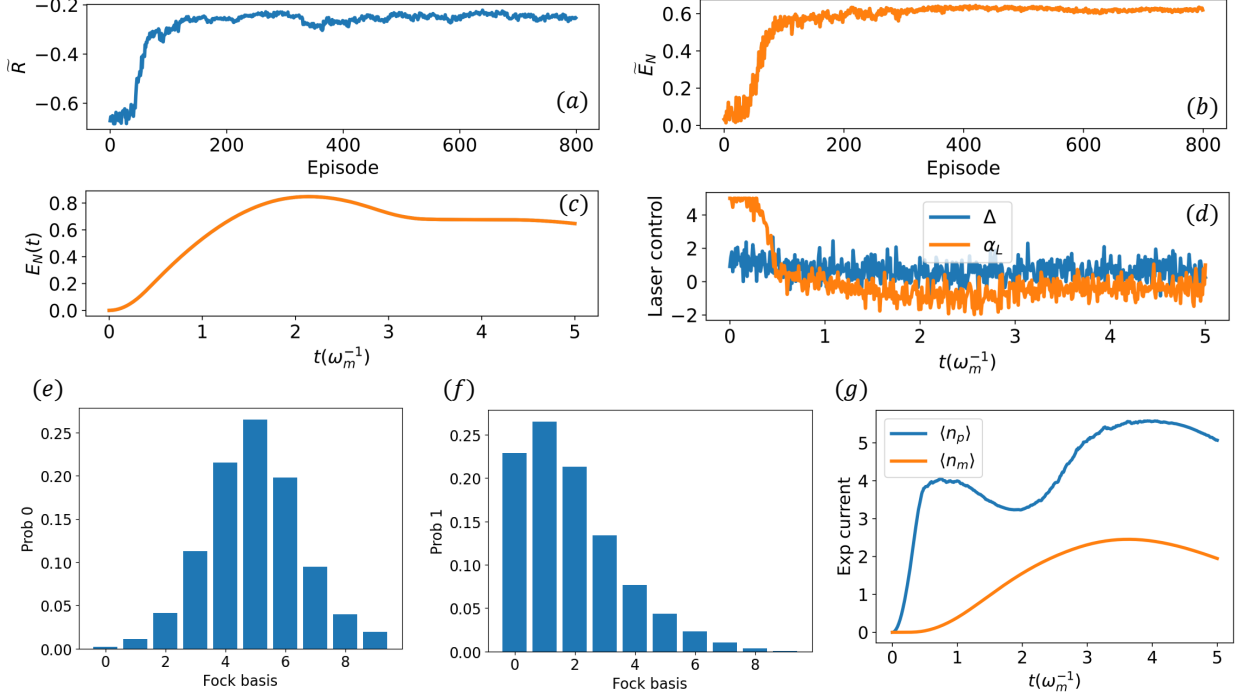 −0.2
−0.4
−0.6
R̃
(a)
0 200 400 600 800
Episode
0.6
0.4
0.2
0.0
Ẽ_N
(b)
0 200 400 600 800
Episode
0.8
0.6
0.4
0.2
0.0
E_N(t)
(c)
0 1 2 3 4 5
t(ω_m^{-1})
4
2
0
−2
Laser control
Δ
α_L
(d)
0 1 2 3 4 5
t(ω_m^{-1})
(e)
0.25
0.20
0.15
0.10
0.05
0.00
Prob 0
0 2 4 6 8
Fock basis
(f)
0.25
0.20
0.15
0.10
0.05
0.00
Prob 1
0 2 4 6 8
Fock basis
(g)
5
4
3
2
1
0
Exp current
⟨n_p⟩
⟨n_m⟩
0 1 2 3 4 5
t(ω_m^{-1})